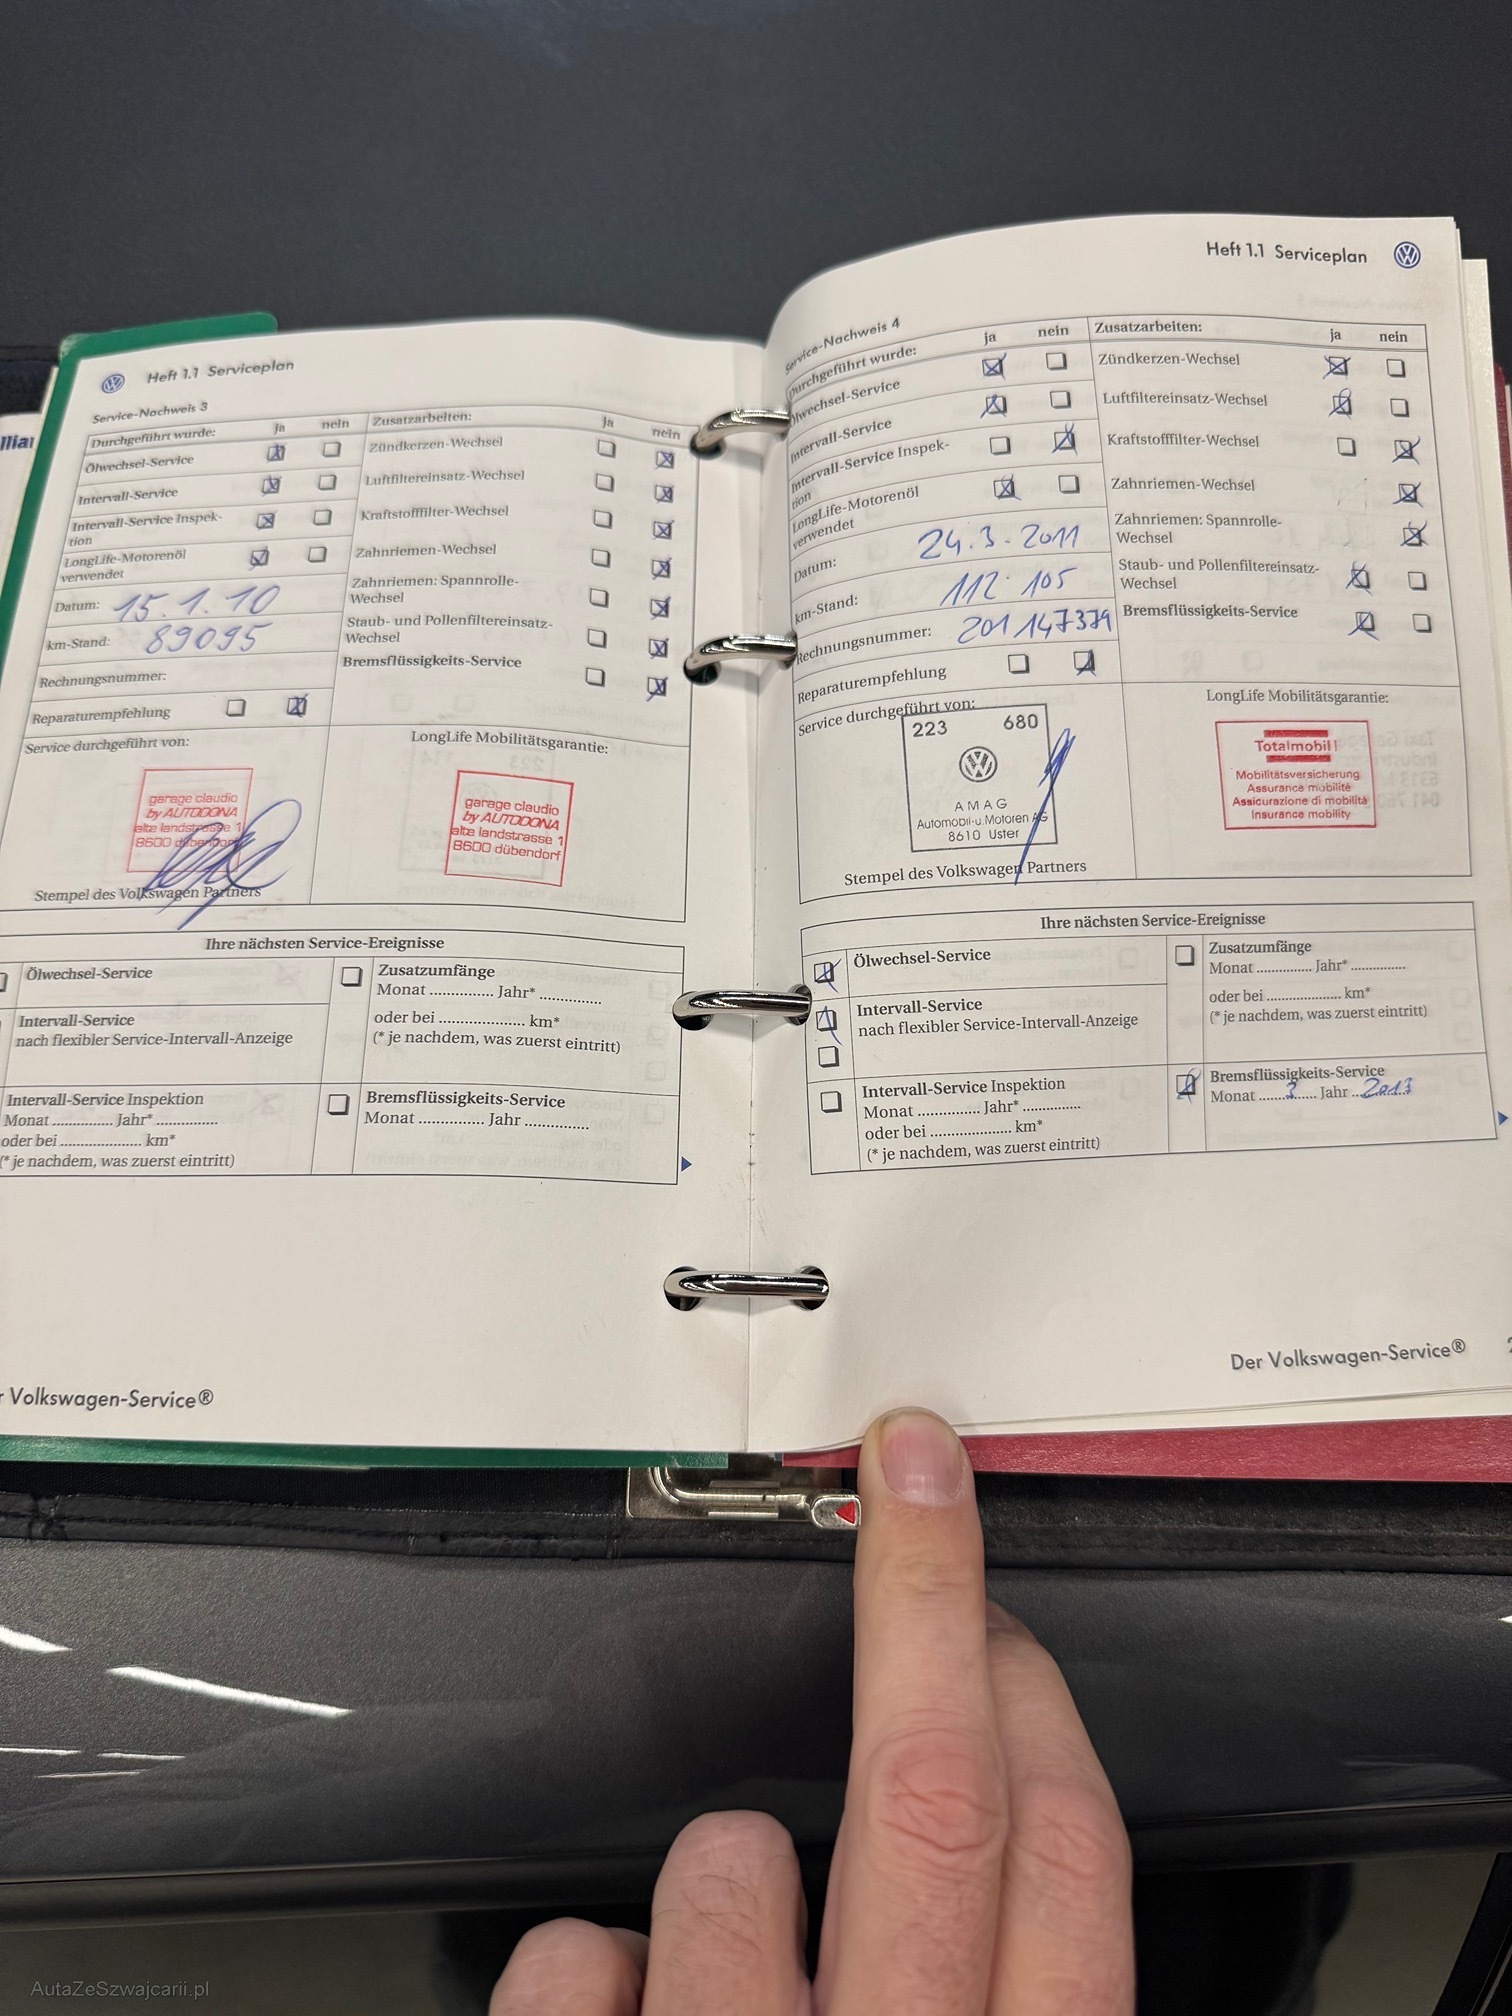 Heft 1.1 Serviceplan
Service-Nachweis 3
Durchgeführt wurde: ja nein
Ölwechsel-Service
Intervall-Service
Intervall-Service Inspek-
tion
LongLife-Motorenöl
verwendet
Datum: 15.1.10
km-Stand: 89095
Rechnungsnummer:
Reparaturempfehlung
Zusatzarbeiten: ja nein
Zündkerzen-Wechsel
Luftfiltereinsatz-Wechsel
Kraftstofffilter-Wechsel
Zahnriemen-Wechsel
Zahnriemen: Spannrolle-
Wechsel
Staub- und Pollenfiltereinsatz-
Wechsel
Bremsflüssigkeits-Service
Service durchgeführt von:
garage claudio
by AUTODONA
alte landstrasse 1
8600 dübendorf
Stempel des Volkswagen Partners
LongLife Mobilitätsgarantie:
garage claudio
by AUTODONA
alte landstrasse 1
8600 dübendorf
Ihre nächsten Service-Ereignisse
Ölwechsel-Service
Intervall-Service
nach flexibler Service-Intervall-Anzeige
Intervall-Service Inspektion
Monat .............. Jahr* ..............
oder bei .................... km*
(* je nachdem, was zuerst eintritt)
Zusatzumfänge
Monat .............. Jahr* ..............
oder bei .................... km*
(* je nachdem, was zuerst eintritt)
Bremsflüssigkeits-Service
Monat .............. Jahr ..............
Volkswagen-Service®
Heft 1.1 Serviceplan
Service-Nachweis 4
Durchgeführt wurde: ja nein
Ölwechsel-Service
Intervall-Service
Intervall-Service Inspek-
tion
LongLife-Motorenöl
verwendet
Datum: 24.3.2011
km-Stand: 112.105
Rechnungsnummer: 201147379
Reparaturempfehlung
Zusatzarbeiten: ja nein
Zündkerzen-Wechsel
Luftfiltereinsatz-Wechsel
Kraftstofffilter-Wechsel
Zahnriemen-Wechsel
Zahnriemen: Spannrolle-
Wechsel
Staub- und Pollenfiltereinsatz-
Wechsel
Bremsflüssigkeits-Service
Service durchgeführt von:
223 680
AMAG
Automobil-u.Motoren AG
8610 Uster
Stempel des Volkswagen Partners
LongLife Mobilitätsgarantie:
Totalmobil!
Mobilitätsversicherung
Assurance mobilité
Assicurazione di mobilità
Insurance mobility
Ihre nächsten Service-Ereignisse
Ölwechsel-Service
Intervall-Service
nach flexibler Service-Intervall-Anzeige
Intervall-Service Inspektion
Monat .............. Jahr* ..............
oder bei .................... km*
(* je nachdem, was zuerst eintritt)
Zusatzumfänge
Monat .............. Jahr* ..............
oder bei .................... km*
(* je nachdem, was zuerst eintritt)
Bremsflüssigkeits-Service
Monat ......3...... Jahr ..2013..
Der Volkswagen-Service®
AutaZeSzwajcarii.pl